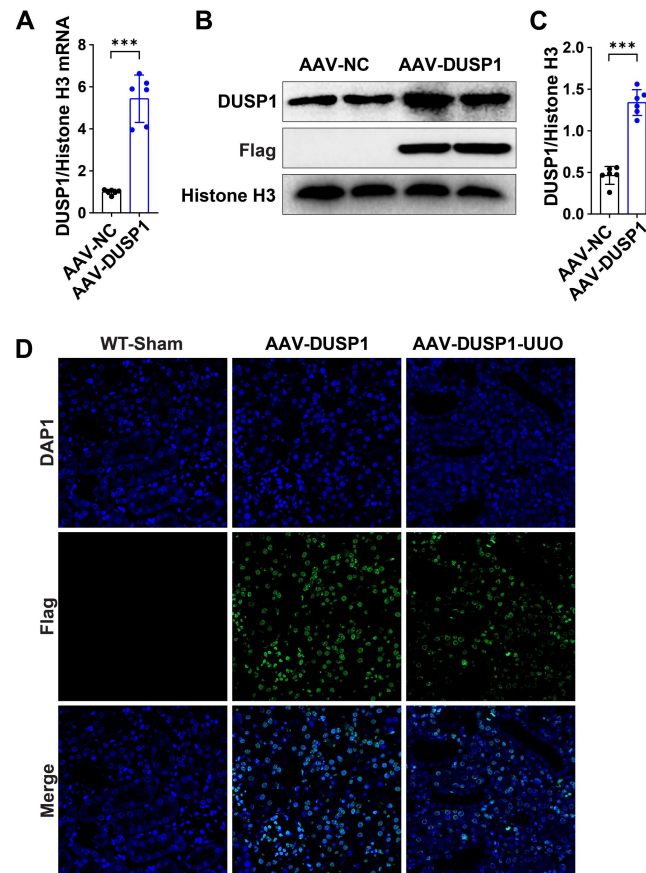 A
DUSP1/Histone H3 mRNA
8
6
4
2
0
***
AAV-NC
AAV-DUSP1
B
AAV-NC AAV-DUSP1
DUSP1
Flag
Histone H3
C
DUSP1/Histone H3
2.0
1.5
1.0
0.5
0.0
***
AAV-NC
AAV-DUSP1
D
WT-Sham AAV-DUSP1 AAV-DUSP1-UUO
DAP1
Flag
Merge